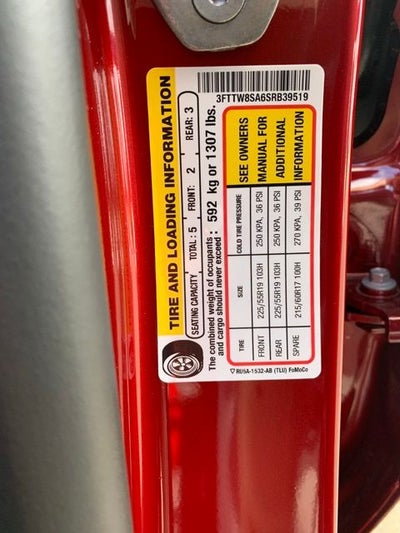 3FTTW8SA6SRB39519
TIRE AND LOADING INFORMATION
SEATING CAPACITY TOTAL: 5 FRONT: 2 REAR: 3
The combined weight of occupants
and cargo should never exceed : 592 kg or 1307 lbs.
TIRE SIZE COLD TIRE PRESSURE
FRONT 225/55R19 103H 250 KPA, 36 PSI
REAR 225/55R19 103H 250 KPA, 36 PSI
SPARE 215/60R17 100H 270 KPA, 39 PSI
SEE OWNERS
MANUAL FOR
ADDITIONAL
INFORMATION
RU5A-1532-AB (TLU) FoMoCo